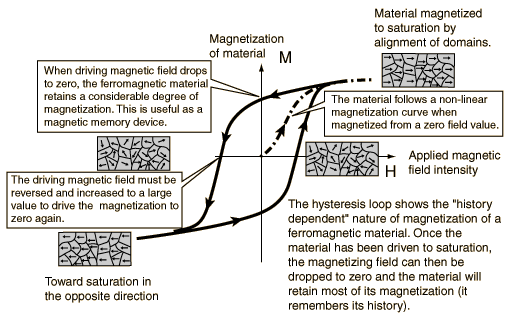 Material magnetized
to saturation by
alignment of domains.
Magnetization
of material
M
When driving magnetic field drops
to zero, the ferromagnetic material
retains a considerable degree of
magnetization. This is useful as a
magnetic memory device.
The material follows a non-linear
magnetization curve when
magnetized from a zero field value.
The driving magnetic field must be
reversed and increased to a large
value to drive the magnetization to
zero again.
H
Applied magnetic
field intensity
The hysteresis loop shows the "history
dependent" nature of magnetization of a
ferromagnetic material. Once the
material has been driven to saturation,
the magnetizing field can then be
dropped to zero and the material will
retain most of its magnetization (it
remembers its history).
Toward saturation in
the opposite direction